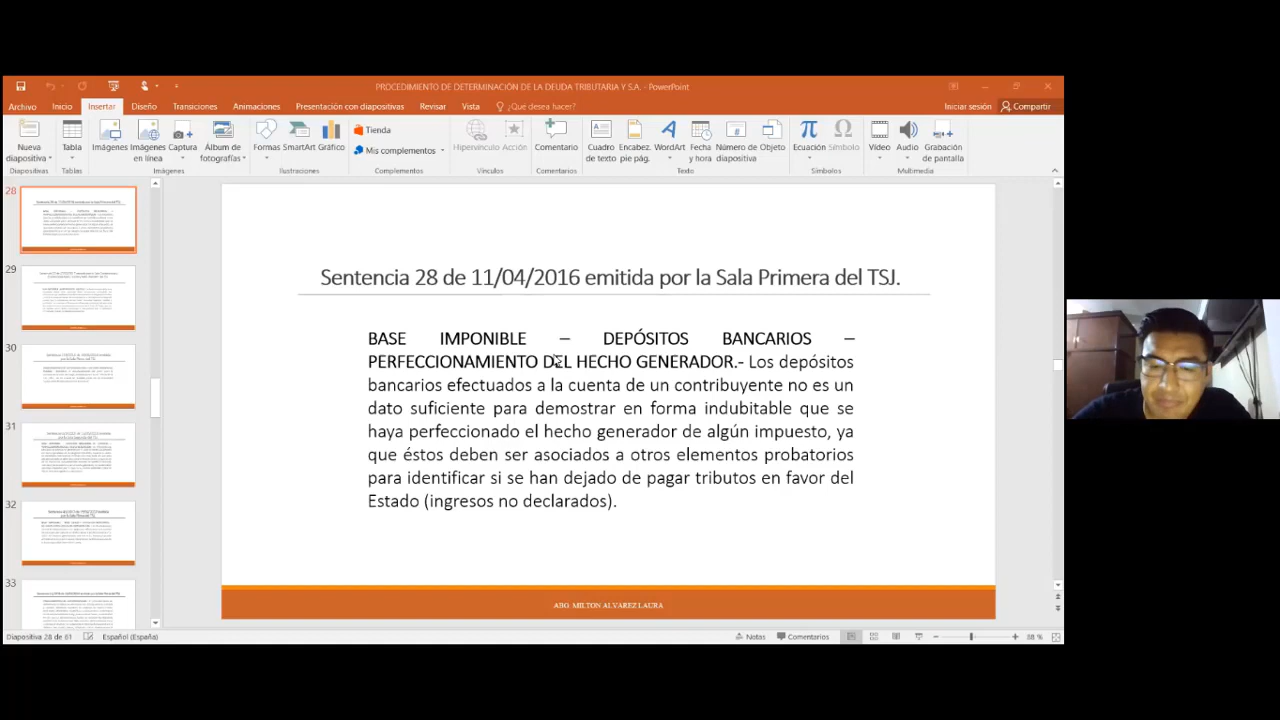 PROCEDIMIENTO DE DETERMINACIÓN DE LA DEUDA TRIBUTARIA Y S.A. - PowerPoint
Archivo Inicio Insertar Diseño Transiciones Animaciones Presentación con diapositivas Revisar Vista ¿Qué desea hacer? Iniciar sesión Compartir
Nueva diapositiva Tabla Imágenes Imágenes en línea Captura Álbum de fotografías Formas SmartArt Gráfico Tienda Mis complementos Hipervínculo Acción Comentario Cuadro de texto Encabez. pie pág. WordArt Fecha y hora Número de diapositiva Objeto Ecuación Símbolo Vídeo Audio Grabación de pantalla
Diapositivas Tablas Imágenes Ilustraciones Complementos Vínculos Comentarios Texto Símbolos Multimedia
28
29
30
31
32
33
Sentencia 28 de 11/04/2016 emitida por la Sala Primera del TSJ.
BASE IMPONIBLE – DEPÓSITOS BANCARIOS –
PERFECCIONAMIENTO DEL HECHO GENERADOR.- Los depósitos
bancarios efectuados a la cuenta de un contribuyente no es un
dato suficiente para demostrar en forma indubitable que se
haya perfeccionado el hecho generador de algún tributo, ya
que éstos deben ser asociados a otros elementos probatorios
para identificar si se han dejado de pagar tributos en favor del
Estado (ingresos no declarados).
ABG. MILTON ALVAREZ LAURA
Diapositiva 28 de 61 Español (España) Notas Comentarios 88 %